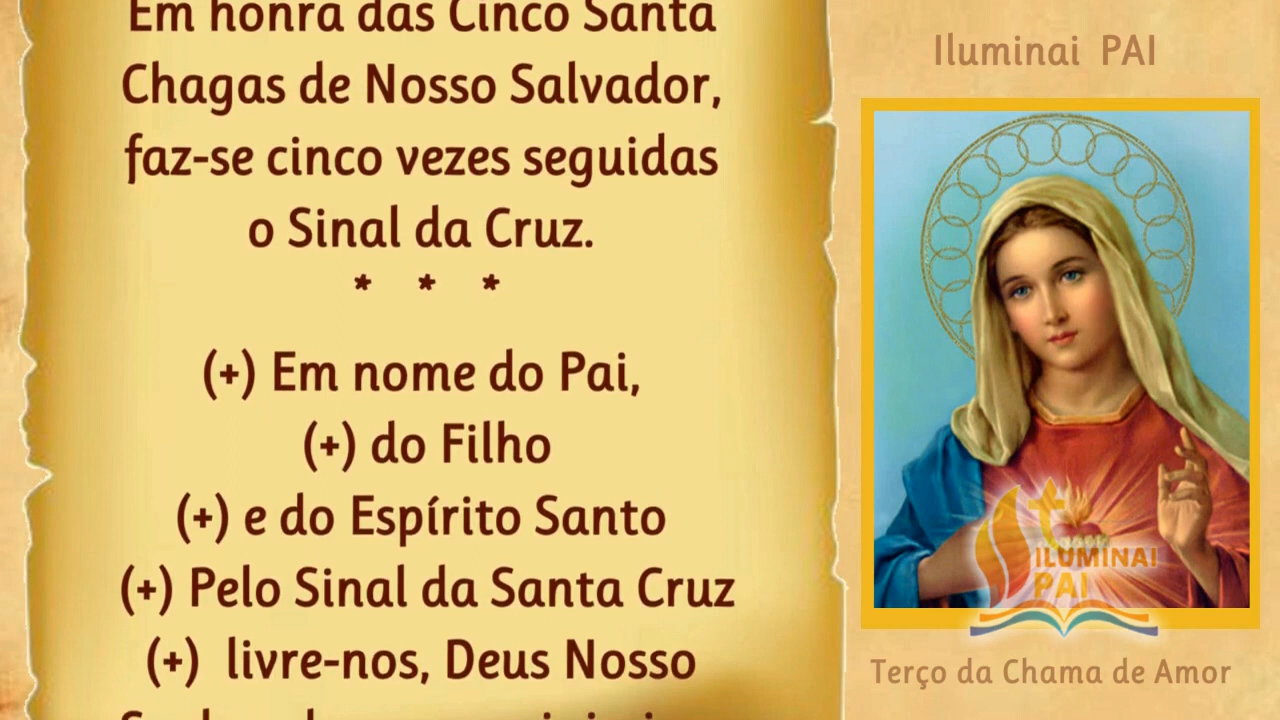 Em honra das Cinco Santa
Chagas de Nosso Salvador,
faz-se cinco vezes seguidas
o Sinal da Cruz.
* * *
(+) Em nome do Pai,
(+) do Filho
(+) e do Espírito Santo
(+) Pelo Sinal da Santa Cruz
(+) livre-nos, Deus Nosso
Iluminai PAI
ILUMINAI
PAI
Terço da Chama de Amor